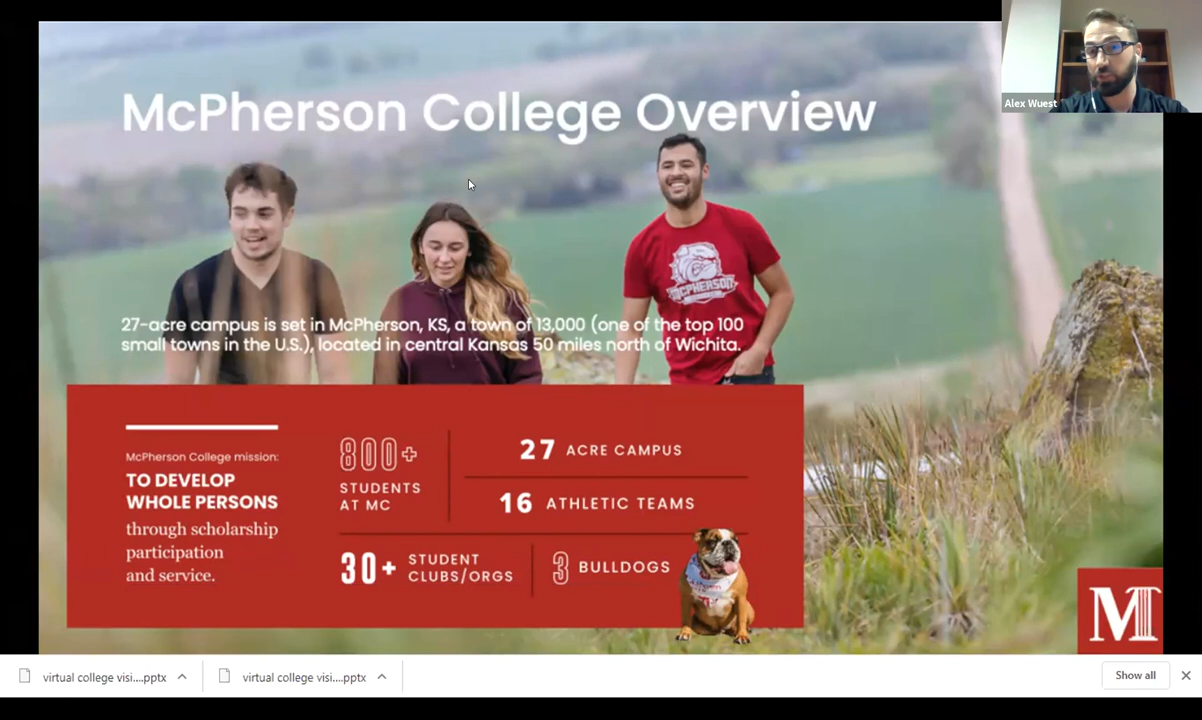 McPherson College Overview
Alex Wuest
MCPHERSON
27-acre campus is set in McPherson, KS, a town of 13,000 (one of the top 100
small towns in the U.S.), located in central Kansas 50 miles north of Wichita.
McPherson College mission:
TO DEVELOP
WHOLE PERSONS
through scholarship
participation
and service.
800+
STUDENTS
AT MC
27 ACRE CAMPUS
16 ATHLETIC TEAMS
30+ STUDENT
CLUBS/ORGS
3 BULLDOGS
M
virtual college visi....pptx
virtual college visi....pptx
Show all